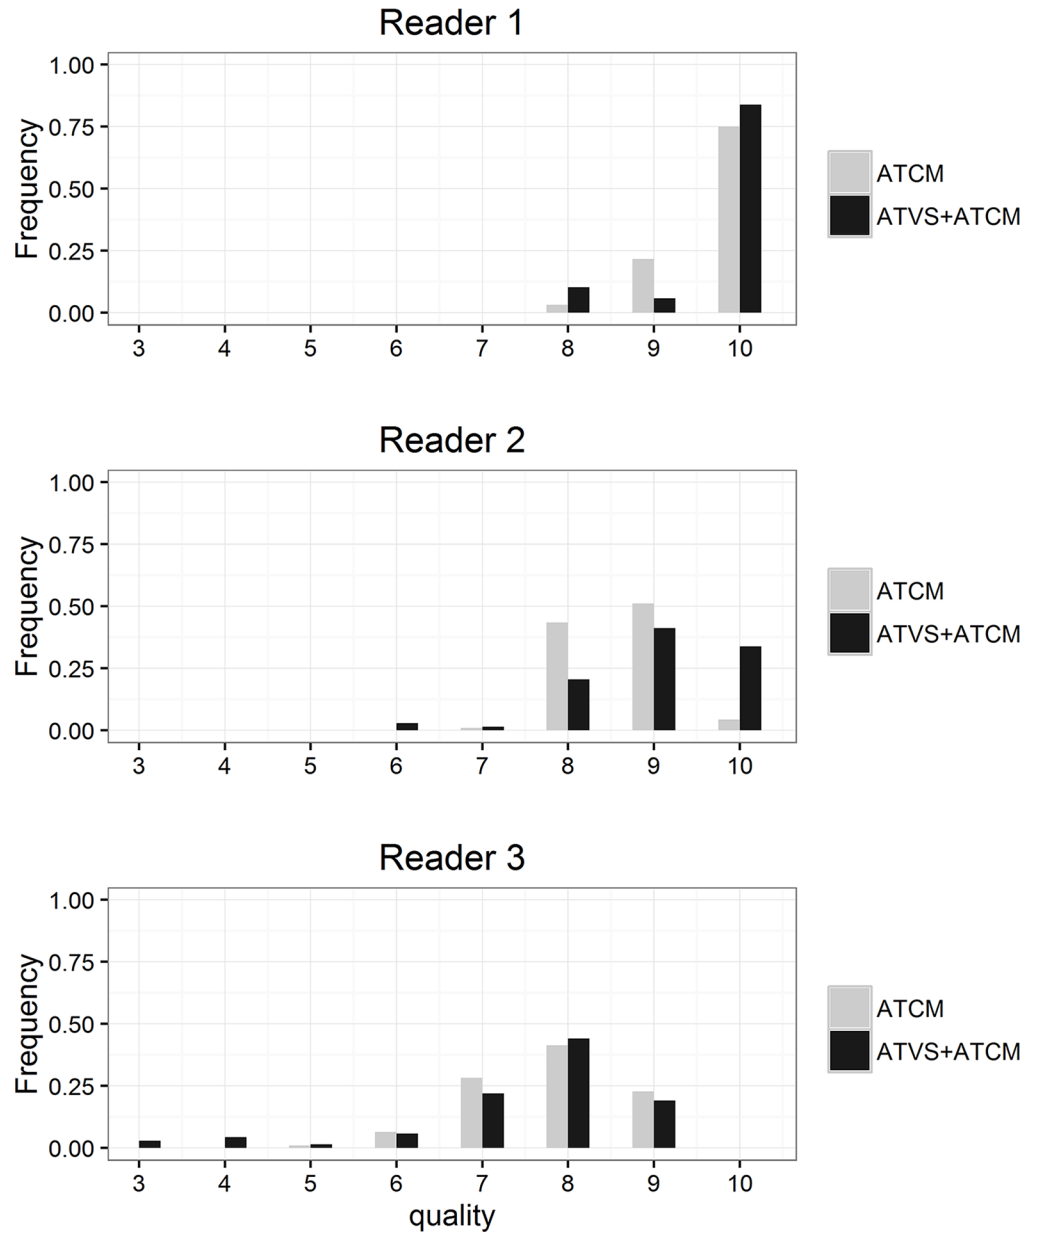 Reader 1
Frequency
1.00
0.75
0.50
0.25
0.00
3 4 5 6 7 8 9 10
ATCM
ATVS+ATCM
Reader 2
Frequency
1.00
0.75
0.50
0.25
0.00
3 4 5 6 7 8 9 10
ATCM
ATVS+ATCM
Reader 3
Frequency
1.00
0.75
0.50
0.25
0.00
3 4 5 6 7 8 9 10
quality
ATCM
ATVS+ATCM